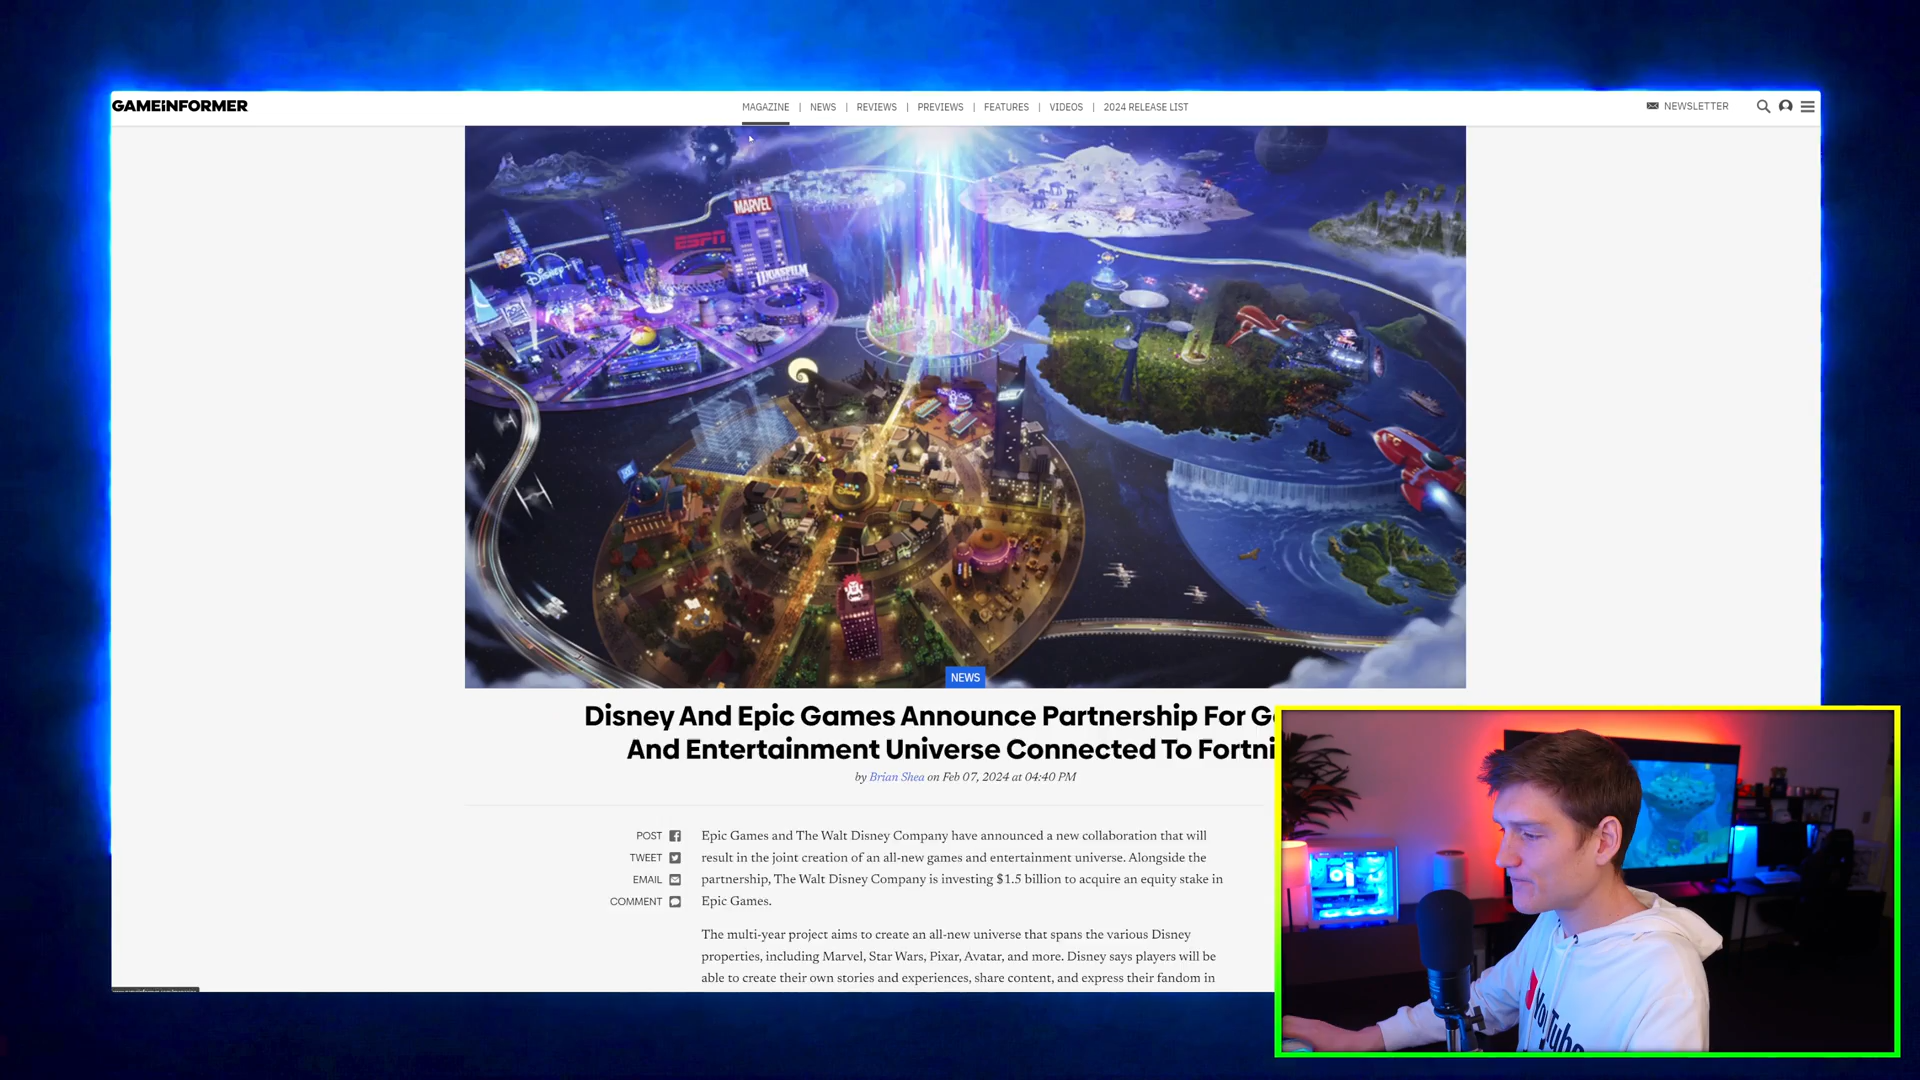 GAMEINFORMER
MAGAZINE | NEWS | REVIEWS | PREVIEWS | FEATURES | VIDEOS | 2024 RELEASE LIST
NEWSLETTER
MARVEL
ESPN
Disney+
LUCASFILM
Disney
NEWS
Disney And Epic Games Announce Partnership For G
And Entertainment Universe Connected To Fortni
by Brian Shea on Feb 07, 2024 at 04:40 PM
POST
TWEET
EMAIL
COMMENT
Epic Games and The Walt Disney Company have announced a new collaboration that will
result in the joint creation of an all-new games and entertainment universe. Alongside the
partnership, The Walt Disney Company is investing $1.5 billion to acquire an equity stake in
Epic Games.
The multi-year project aims to create an all-new universe that spans the various Disney
properties, including Marvel, Star Wars, Pixar, Avatar, and more. Disney says players will be
able to create their own stories and experiences, share content, and express their fandom in
YouTube